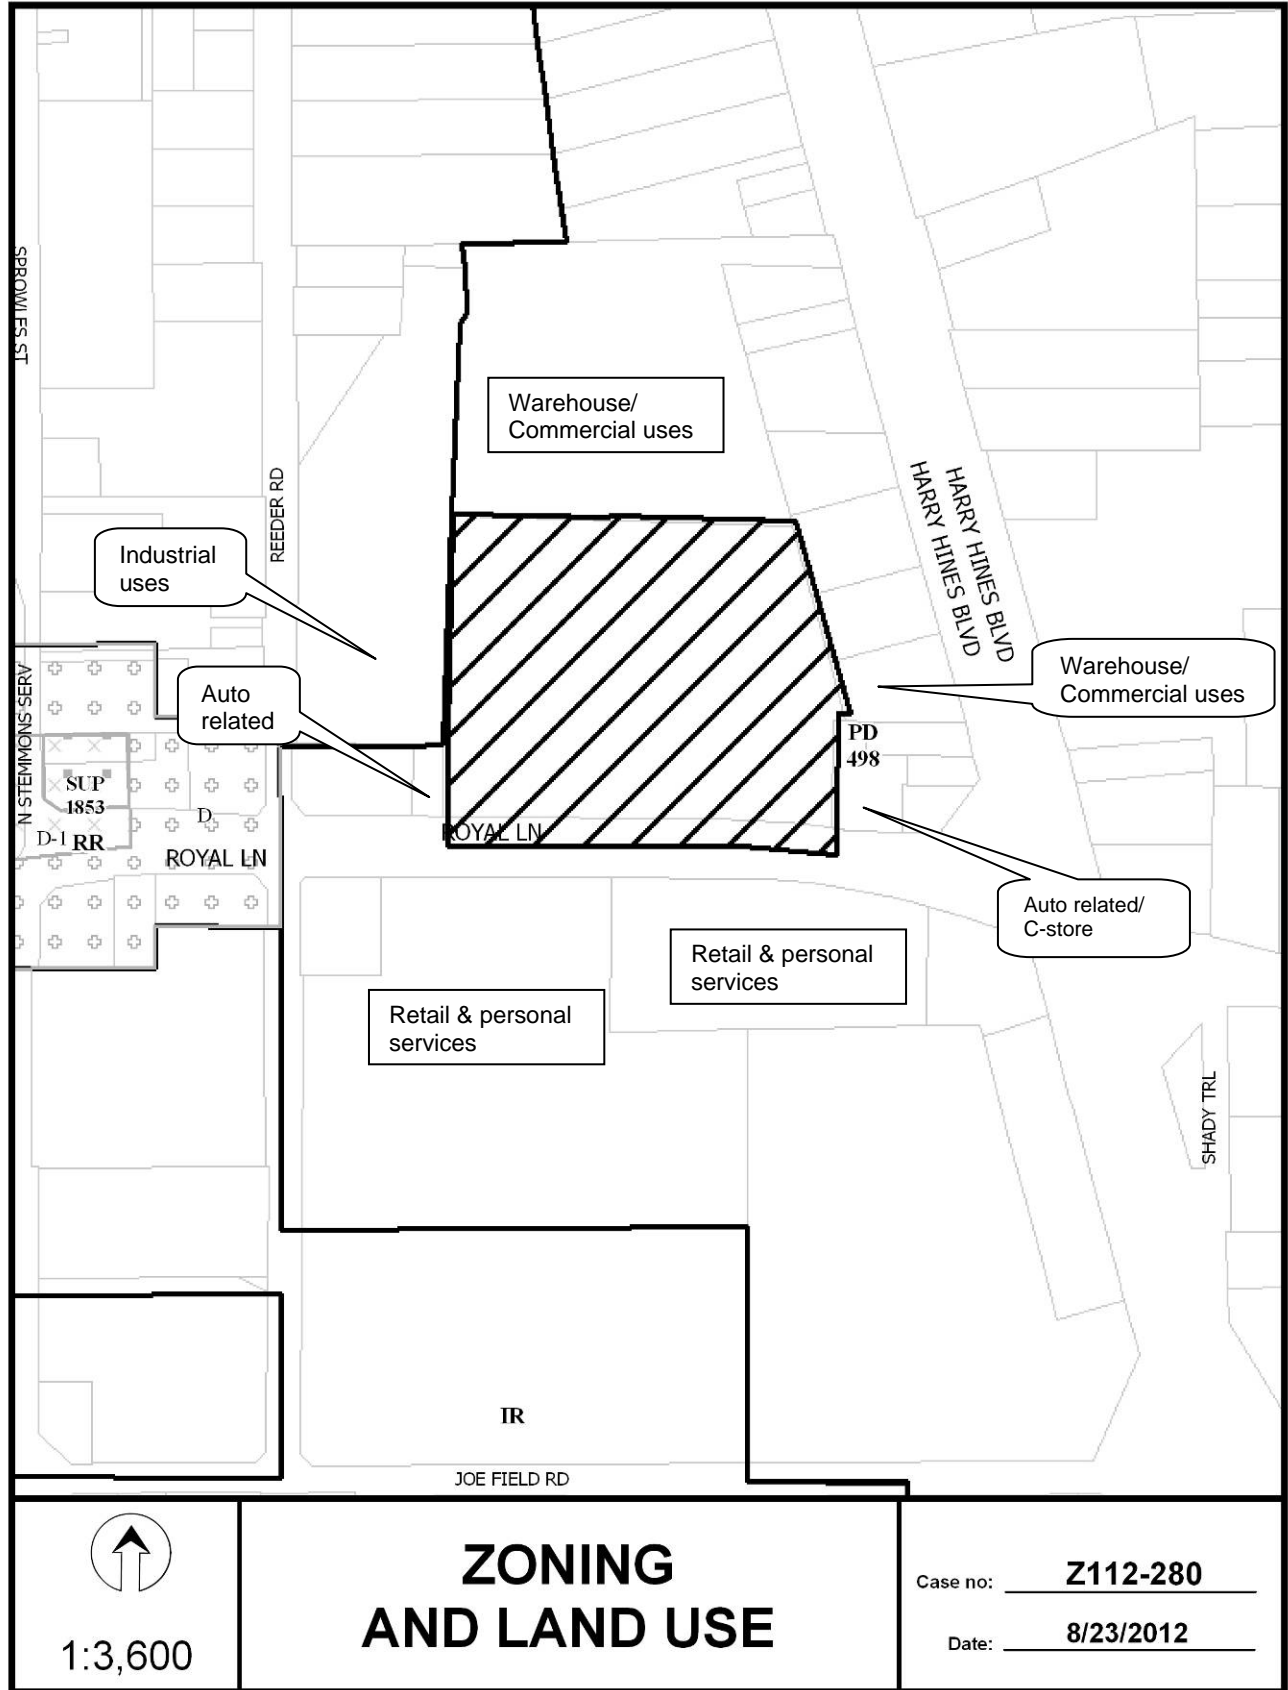 SPROWLES ST
Warehouse/
Commercial uses
REEDER RD
HARRY HINES BLVD
HARRY HINES BLVD
Industrial
uses
Warehouse/
Commercial uses
N STEMMONS SERV
Auto
related
PD
498
SUP
1853
D
D-1 RR
ROYAL LN
ROYAL LN
Auto related/
C-store
Retail & personal
services
Retail & personal
services
SHADY TRL
IR
JOE FIELD RD
1:3,600
ZONING
AND LAND USE
Case no: Z112-280
Date: 8/23/2012